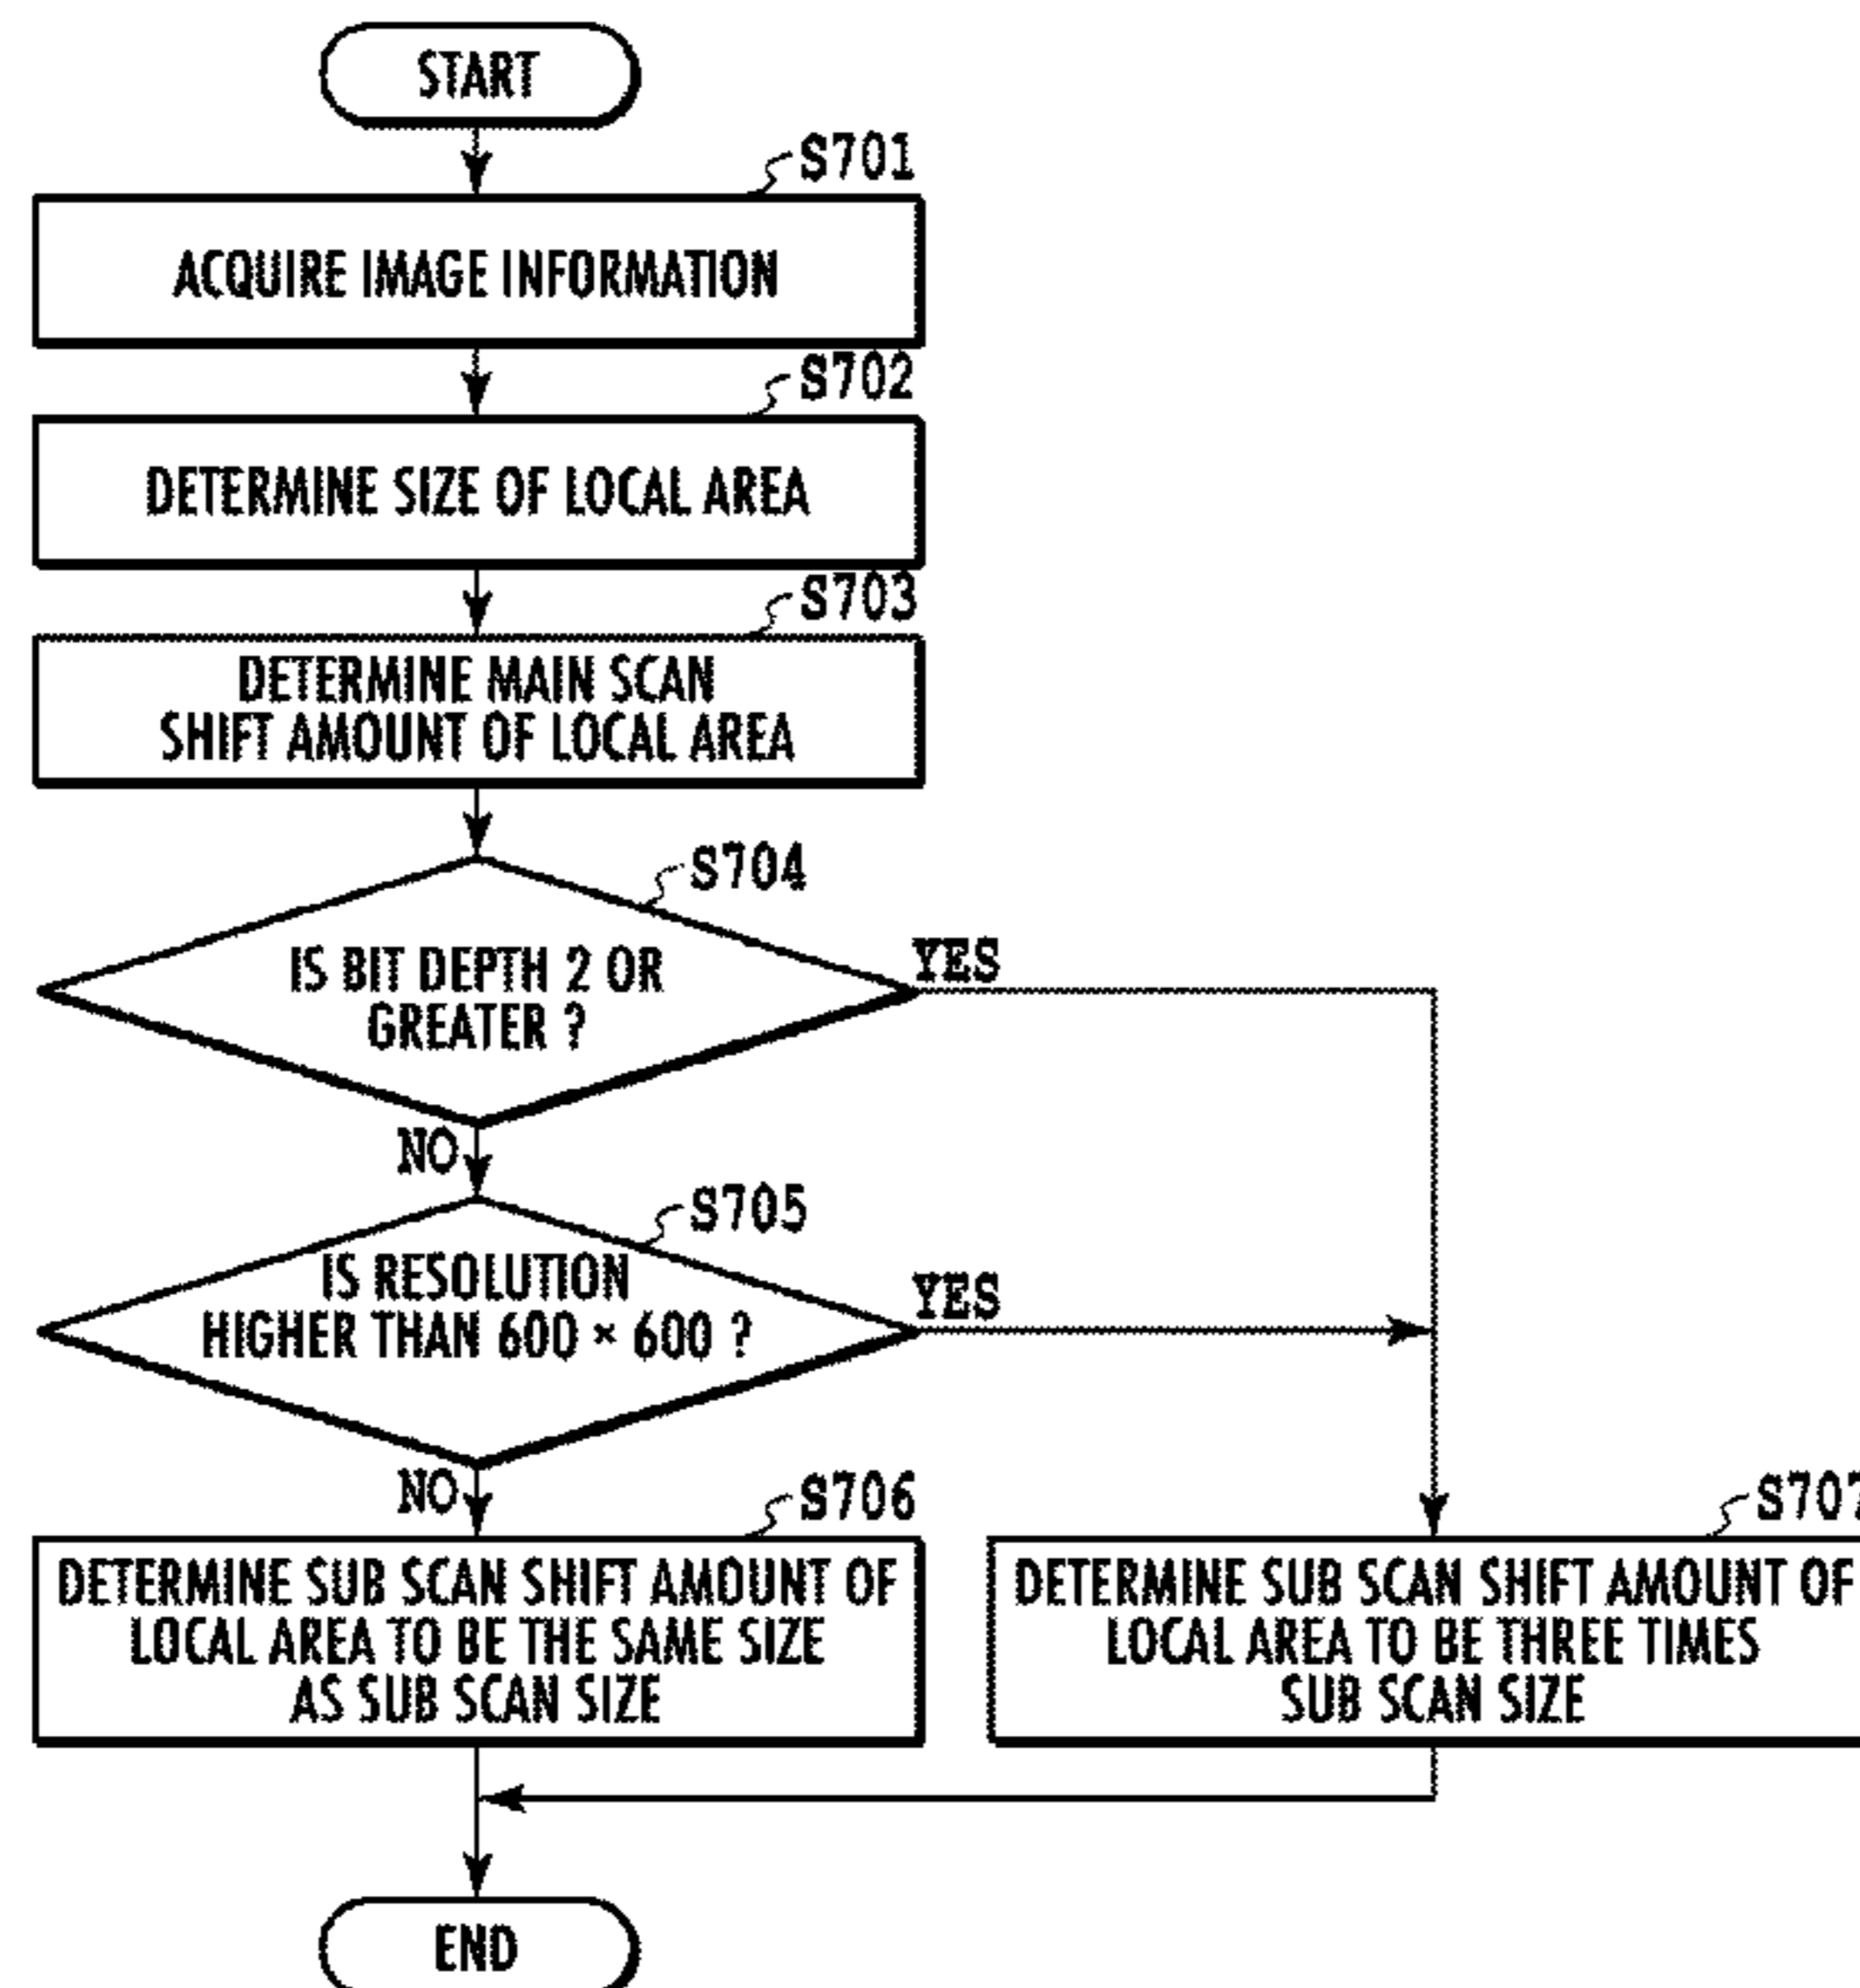 START
S701
ACQUIRE IMAGE INFORMATION
S702
DETERMINE SIZE OF LOCAL AREA
S703
DETERMINE MAIN SCAN
SHIFT AMOUNT OF LOCAL AREA
S704
IS BIT DEPTH 2 OR
GREATER ?
YES
NO
S705
IS RESOLUTION
HIGHER THAN 600 × 600 ?
YES
NO
S706
DETERMINE SUB SCAN SHIFT AMOUNT OF
LOCAL AREA TO BE THE SAME SIZE
AS SUB SCAN SIZE
S707
DETERMINE SUB SCAN SHIFT AMOUNT OF
LOCAL AREA TO BE THREE TIMES
SUB SCAN SIZE
END